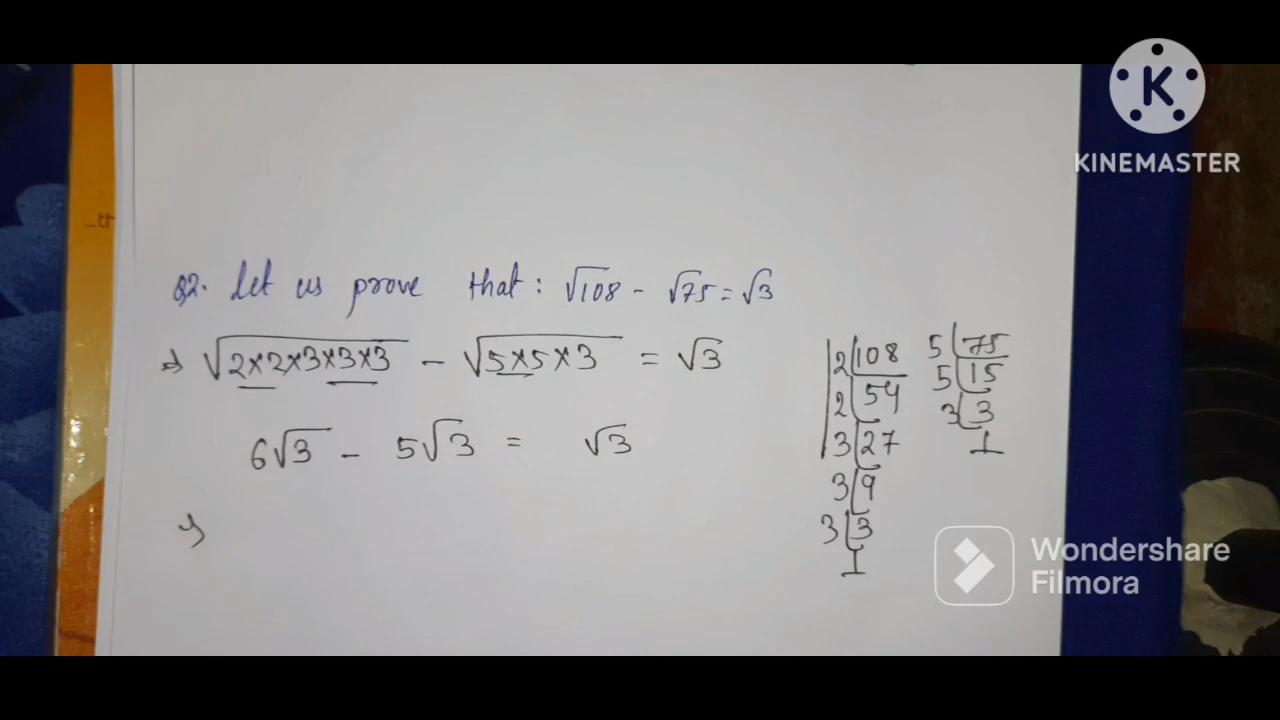 ...th
KINEMASTER
Q2. Let us prove that: √108 - √75 = √3
→ √2×2×3×3×3 - √5×5×3 = √3
6√3 - 5√3 = √3
→
2 108
2 54
3 27
3 9
3 3
1
5 75
5 15
3 3
1
Wondershare
Filmora